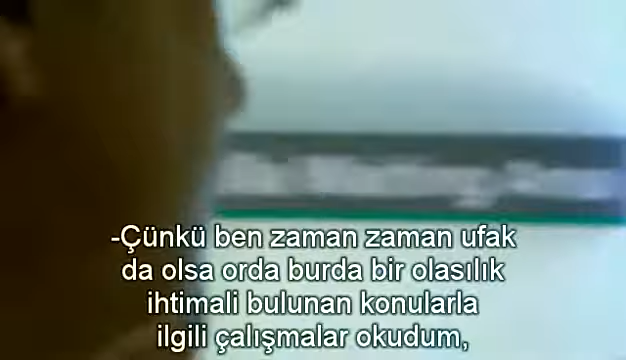 -Çünkü ben zaman zaman ufak
da olsa orda burda bir olasılık
ihtimali bulunan konularla
ilgili çalışmalar okudum,